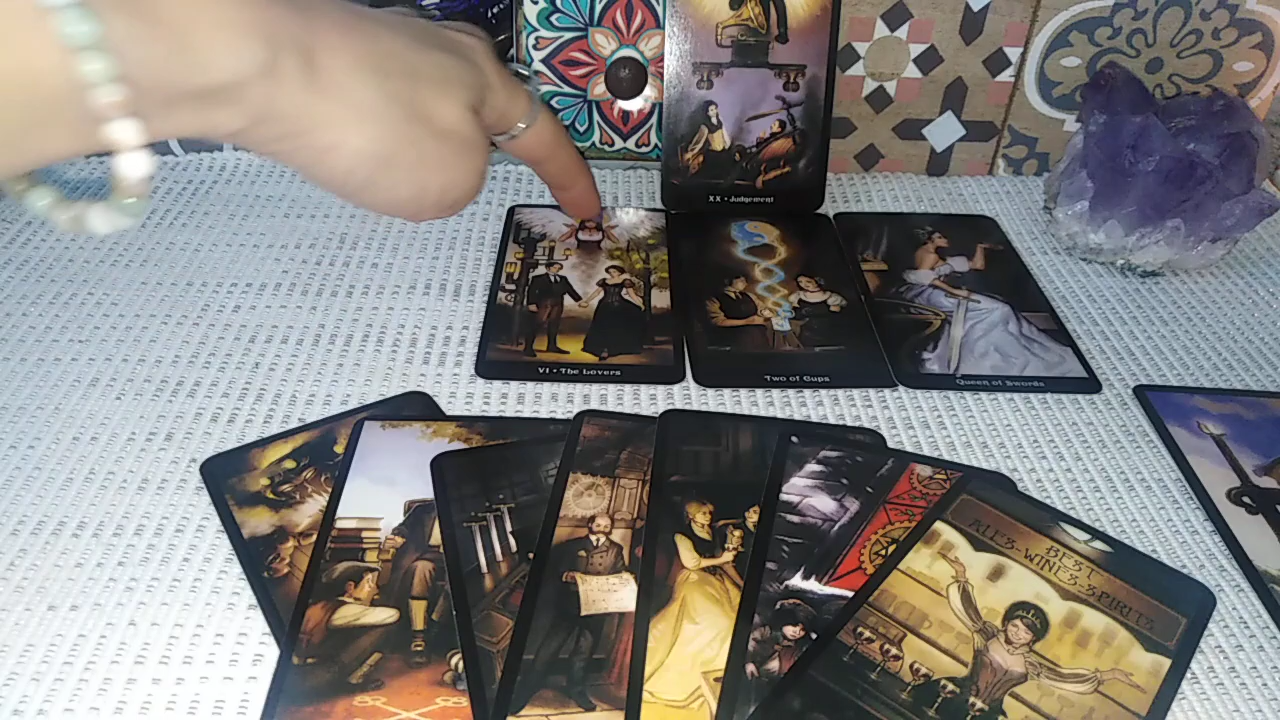 XX • Judgement
VI • The Lovers
Two of Cups
Queen of Swords
BEST
ALES-WINES-SPIRITS